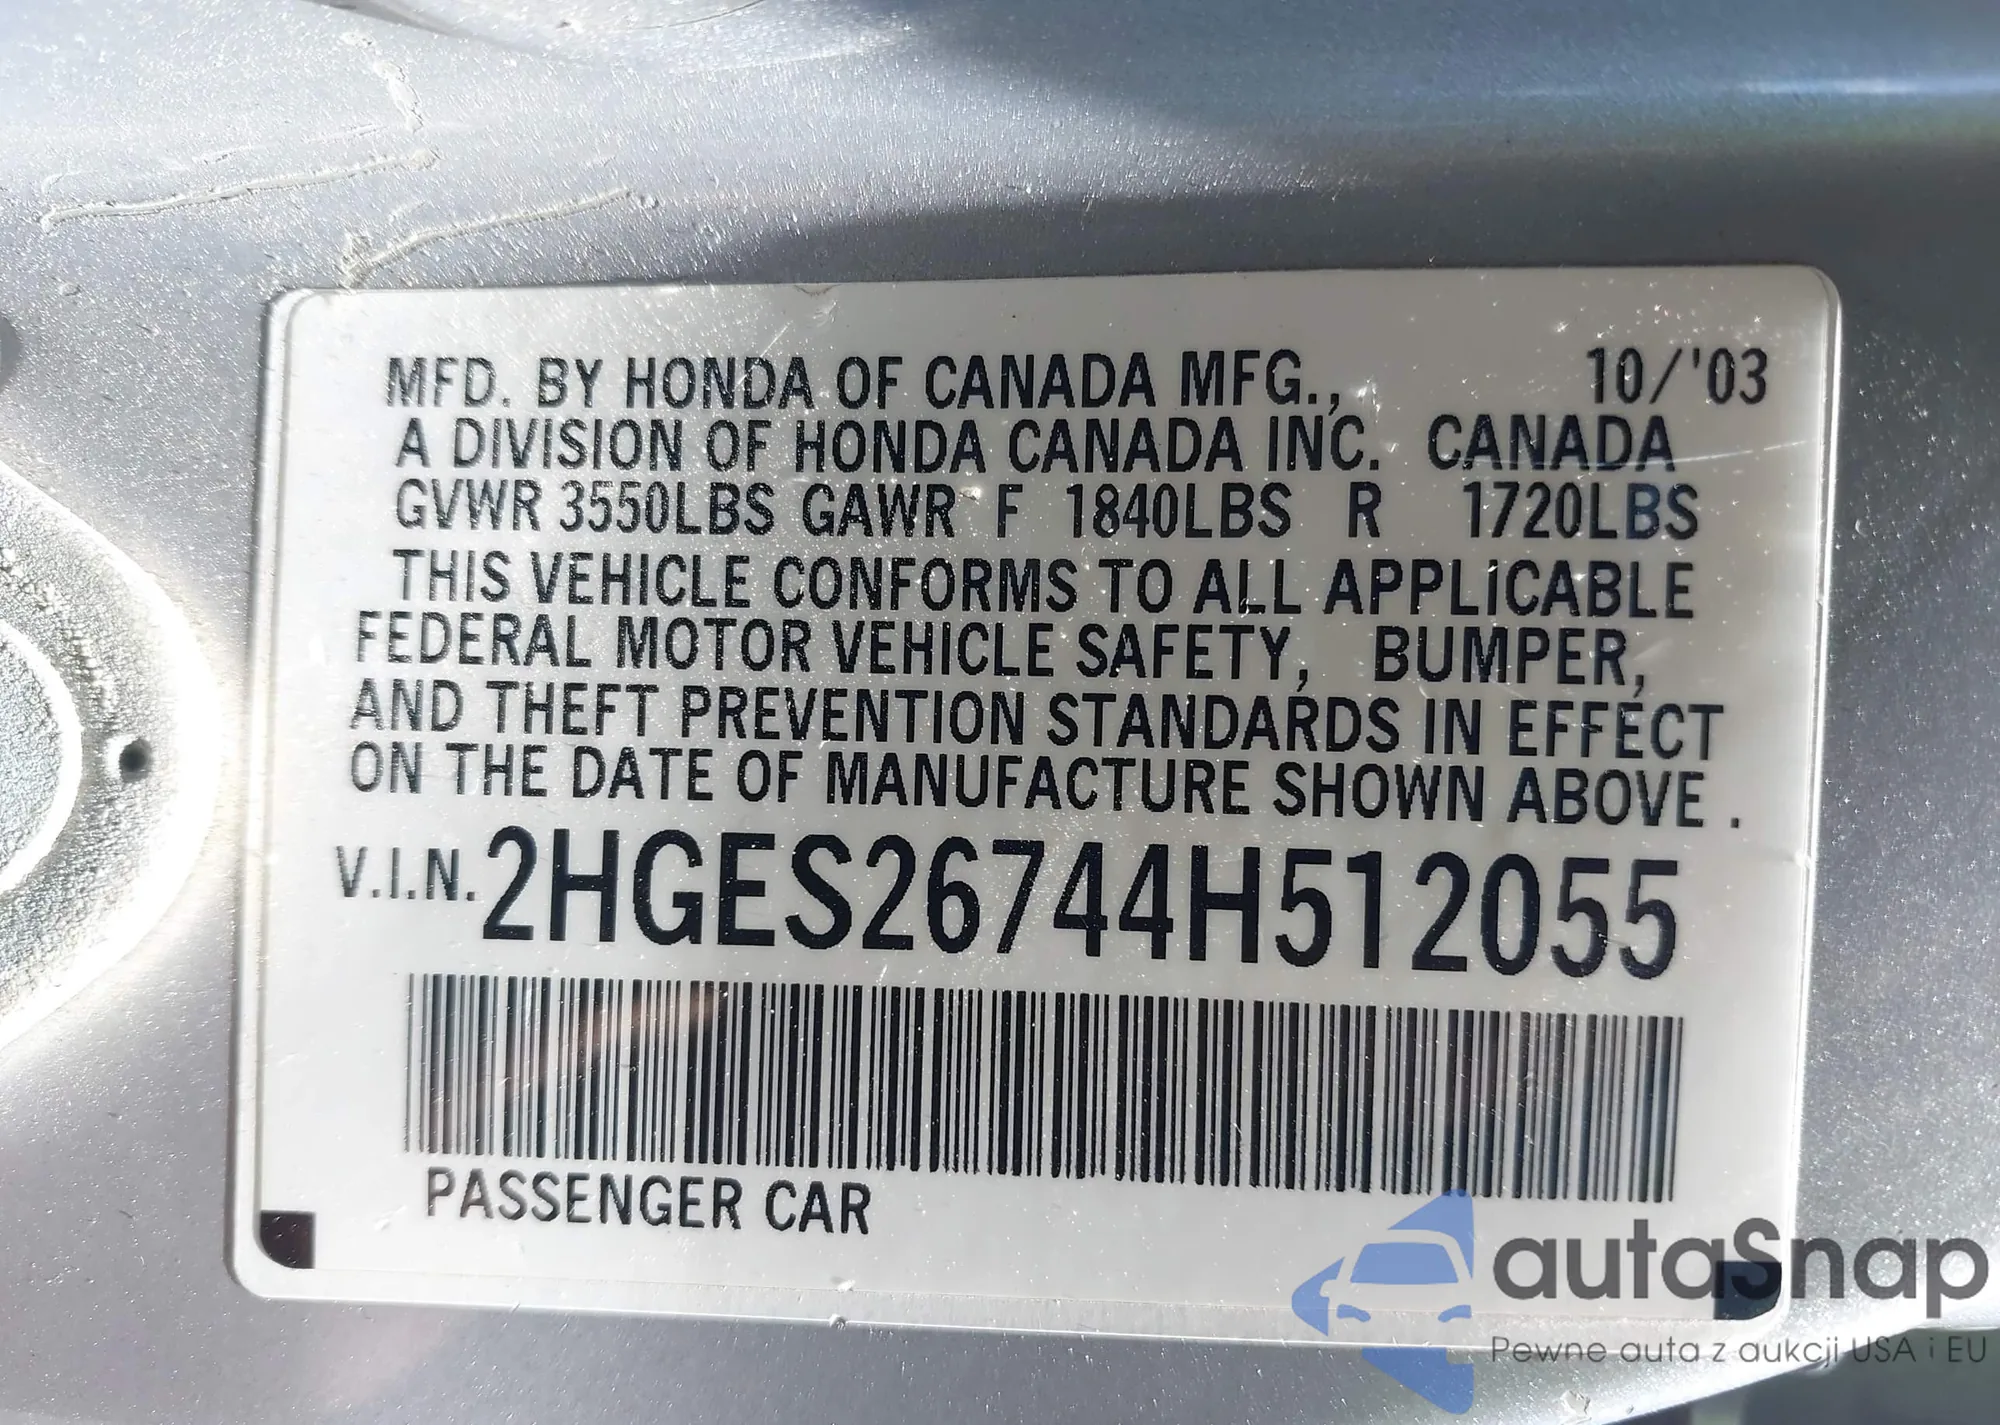 MFD. BY HONDA OF CANADA MFG., 10/'03
A DIVISION OF HONDA CANADA INC. CANADA
GVWR 3550LBS GAWR F 1840LBS R 1720LBS
THIS VEHICLE CONFORMS TO ALL APPLICABLE
FEDERAL MOTOR VEHICLE SAFETY, BUMPER,
AND THEFT PREVENTION STANDARDS IN EFFECT
ON THE DATE OF MANUFACTURE SHOWN ABOVE.
V.I.N. 2HGES26744H512055
PASSENGER CAR
autaSnap
Pewne auta z aukcji USA i EU